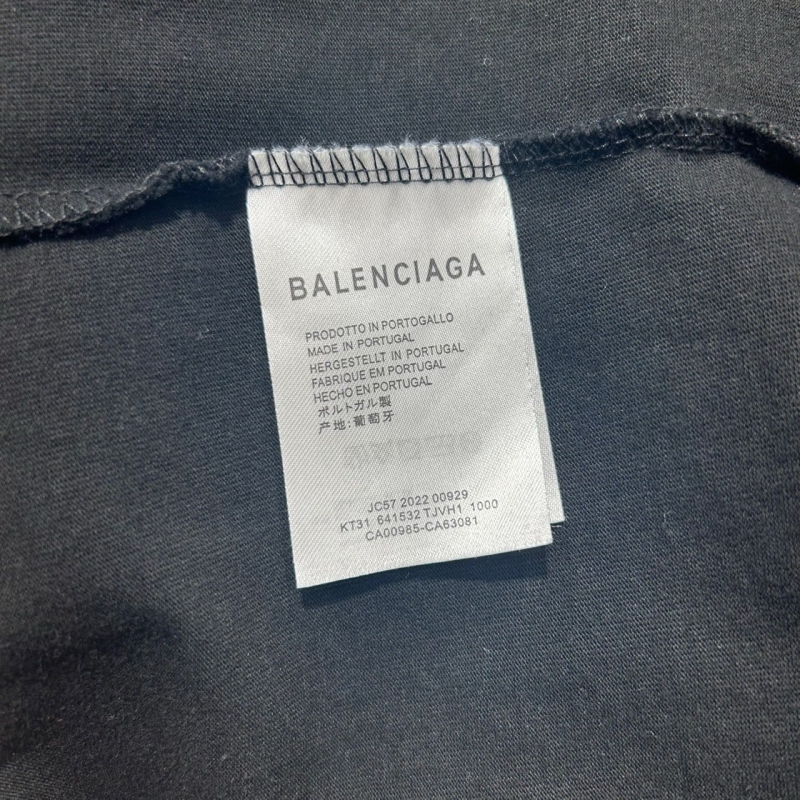 BALENCIAGA
PRODOTTO IN PORTOGALLO
MADE IN PORTUGAL
HERGESTELLT IN PORTUGAL
FABRIQUE EM PORTUGAL
HECHO EN PORTUGAL
ポルトガル製
产地:葡萄牙
JC57 2022 00929
KT31 641532 TJVH1 1000
CA00985-CA63081